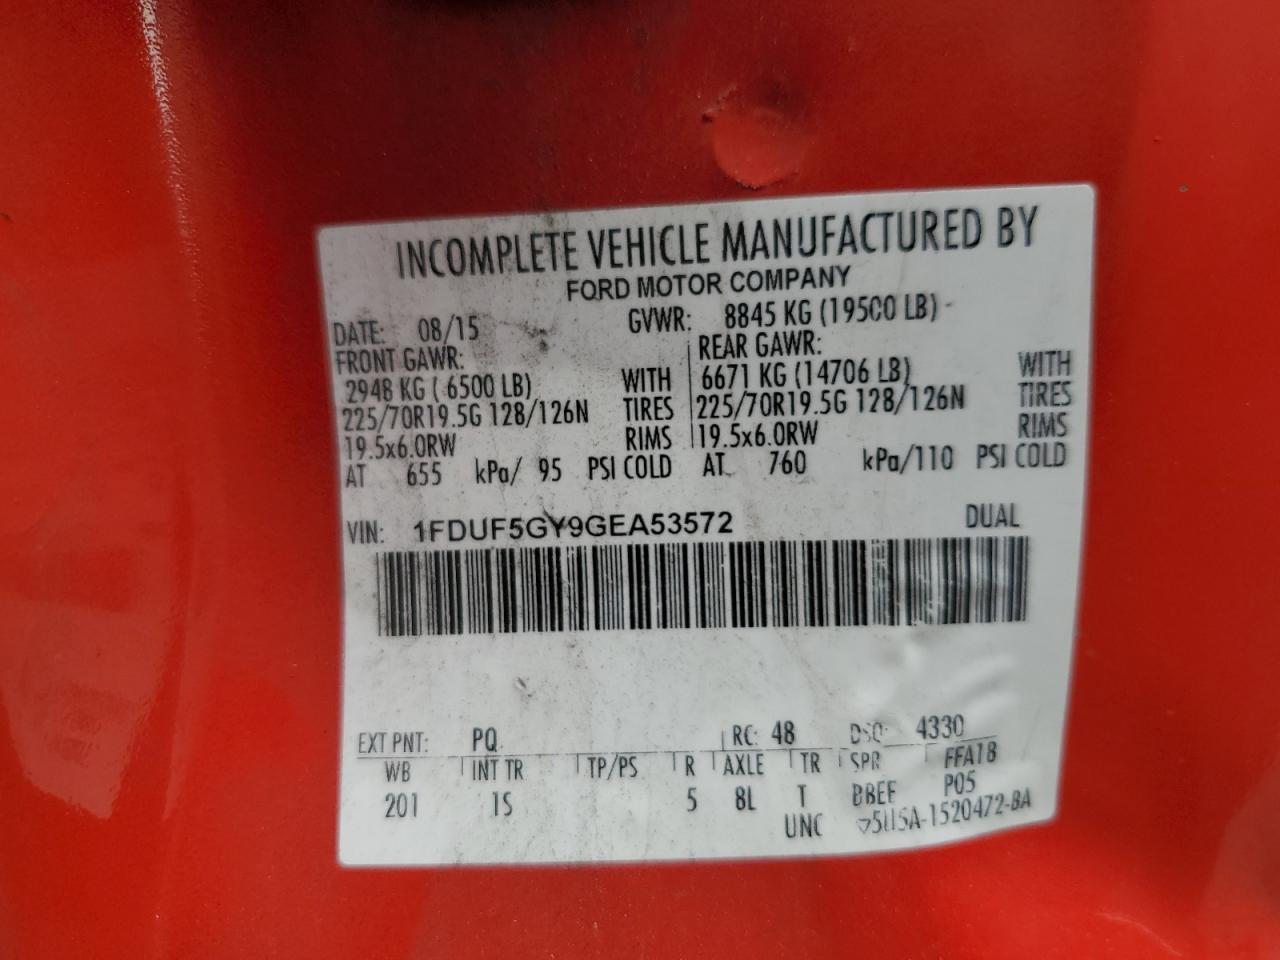 INCOMPLETE VEHICLE MANUFACTURED BY
FORD MOTOR COMPANY
DATE: 08/15 GVWR: 8845 KG (19500 LB)
FRONT GAWR: REAR GAWR:
2948 KG ( 6500 LB) WITH 6671 KG (14706 LB) WITH
225/70R19.5G 128/126N TIRES 225/70R19.5G 128/126N TIRES
19.5x6.0RW RIMS 19.5x6.0RW RIMS
AT 655 kPa/ 95 PSI COLD AT 760 kPa/110 PSI COLD
VIN: 1FDUF5GY9GEA53572 DUAL
EXT PNT: PQ RC: 48 DSO: 4330
WB INT TR TP/PS R AXLE TR SPR FFA18
201 1S 5 8L T BBEF P05
UNC